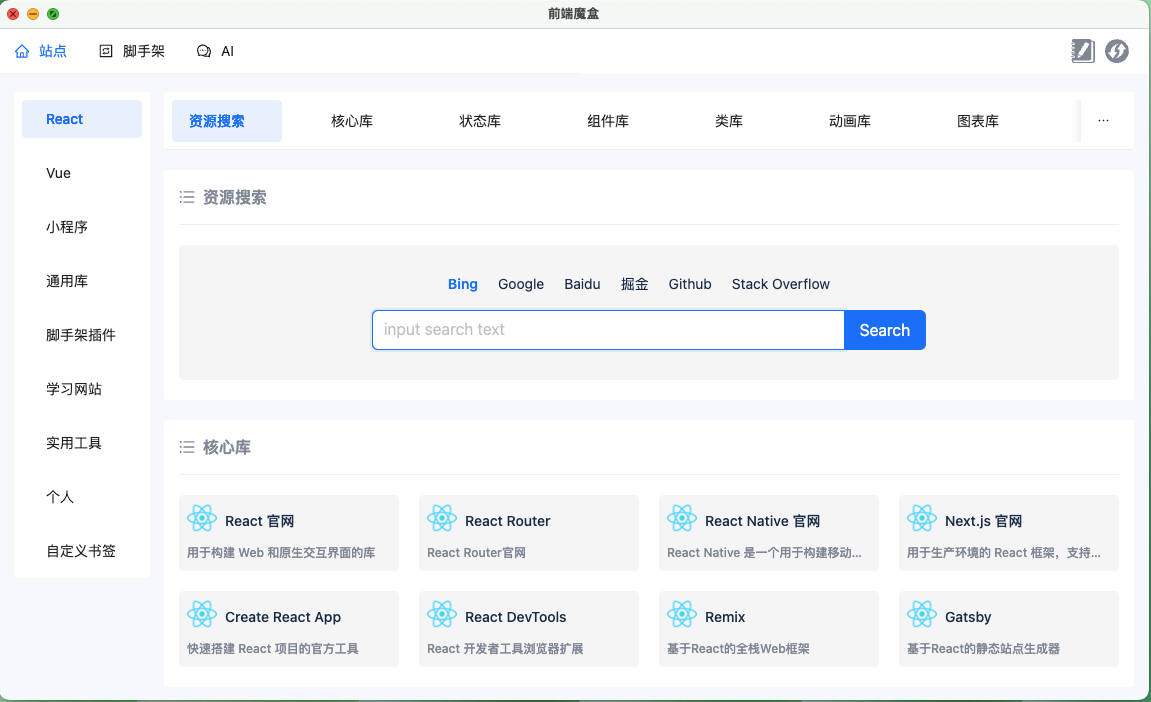 前端魔盒
站点 脚手架 AI
React
Vue
小程序
通用库
脚手架插件
学习网站
实用工具
个人
自定义书签
资源搜索 核心库 状态库 组件库 类库 动画库 图表库 ...
资源搜索
Bing Google Baidu 掘金 Github Stack Overflow
input search text Search
核心库
React 官网
用于构建 Web 和原生交互界面的库
React Router
React Router官网
React Native 官网
React Native 是一个用于构建移动...
Next.js 官网
用于生产环境的 React 框架，支持...
Create React App
快速搭建 React 项目的官方工具
React DevTools
React 开发者工具浏览器扩展
Remix
基于React的全栈Web框架
Gatsby
基于React的静态站点生成器